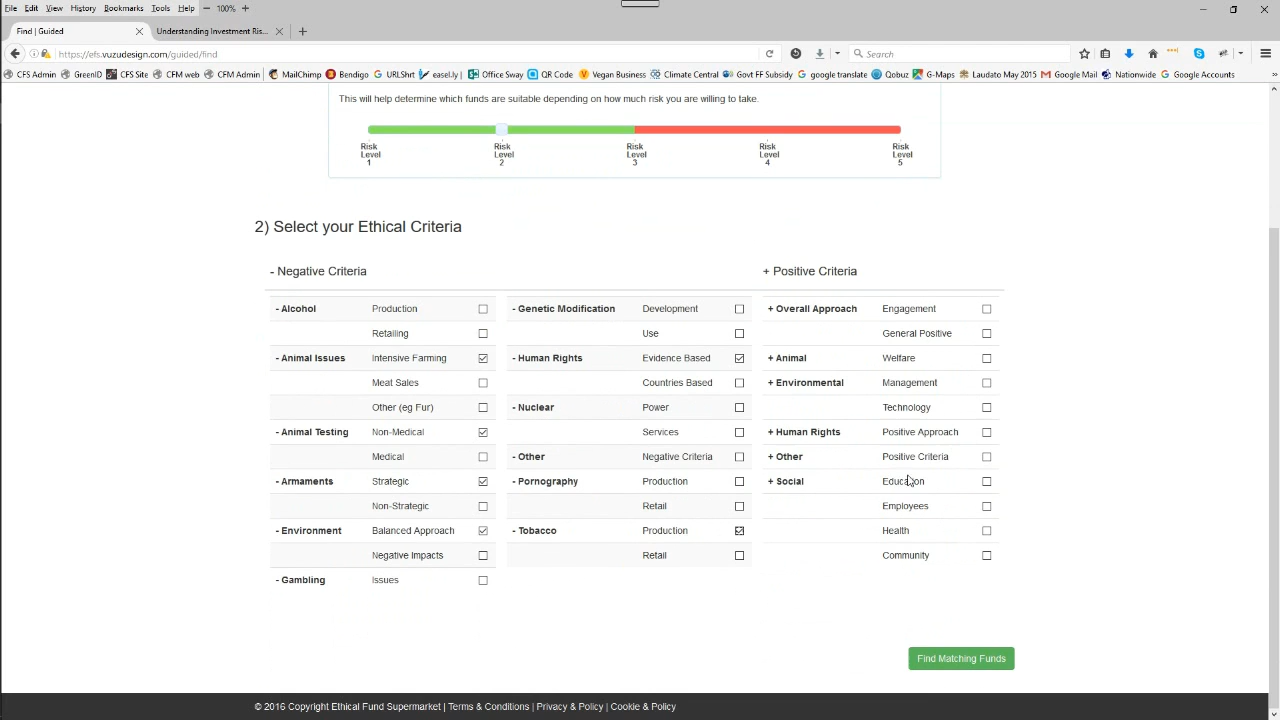 File Edit View History Bookmarks Tools Help − 100% +
Find | Guided × Understanding Investment Ris... × +
https://efs.vuzudesign.com/guided/find Search
CFS Admin GreenID CFS Site CFM web CFM Admin MailChimp Bendigo URLShrt easel.ly Office Sway QR Code Vegan Business Climate Central Govt FF Subsidy google translate Qobuz G-Maps Laudato May 2015 Google Mail Nationwide Google Accounts
This will help determine which funds are suitable depending on how much risk you are willing to take.
Risk Level 1 Risk Level 2 Risk Level 3 Risk Level 4 Risk Level 5
2) Select your Ethical Criteria
- Negative Criteria + Positive Criteria
- Alcohol Production - Genetic Modification Development + Overall Approach Engagement
Retailing Use General Positive
- Animal Issues Intensive Farming - Human Rights Evidence Based + Animal Welfare
Meat Sales Countries Based + Environmental Management
Other (eg Fur) - Nuclear Power Technology
- Animal Testing Non-Medical Services + Human Rights Positive Approach
Medical - Other Negative Criteria + Other Positive Criteria
- Armaments Strategic - Pornography Production + Social Education
Non-Strategic Retail Employees
- Environment Balanced Approach - Tobacco Production Health
Negative Impacts Retail Community
- Gambling Issues
Find Matching Funds
© 2016 Copyright Ethical Fund Supermarket | Terms & Conditions | Privacy & Policy | Cookie & Policy